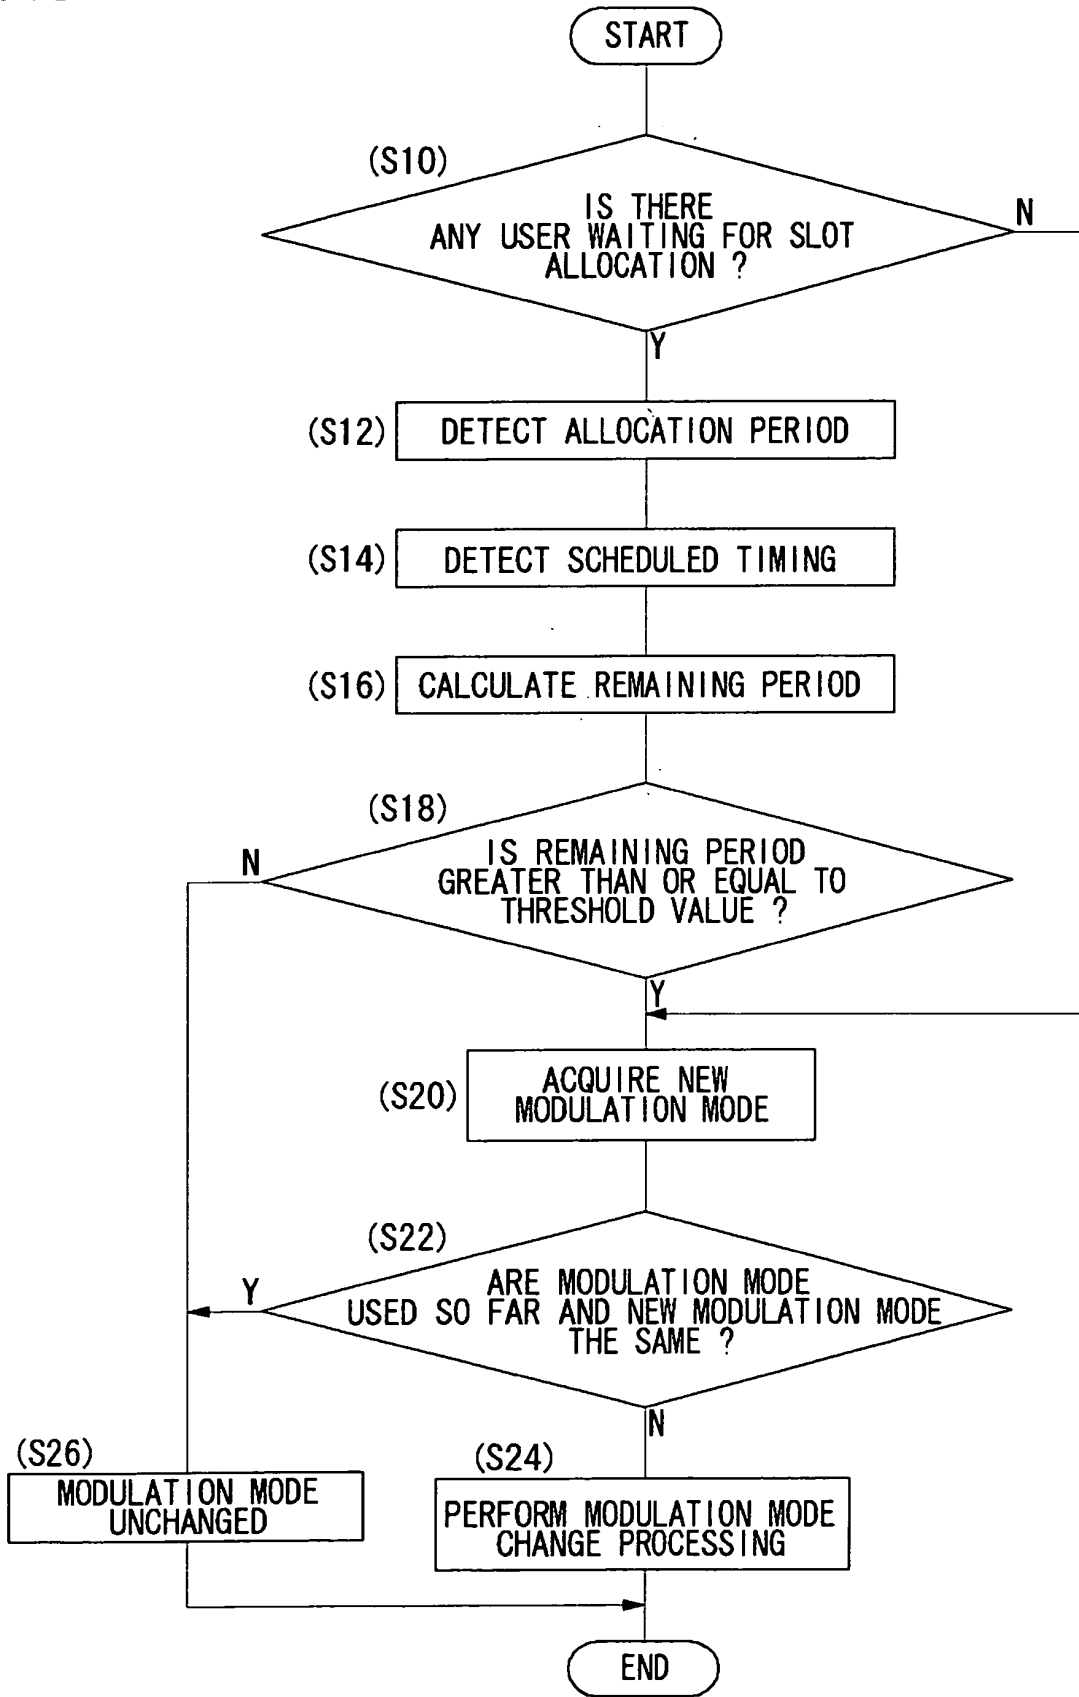 START
(S10)
IS THERE
N
ANY USER WAITING FOR SLOT
ALLOCATION ?
Y
(S12)
DETECT ALLOCATION PERIOD
(S14)
DETECT SCHEDULED TIMING
(S16)
CALCULATE REMAINING PERIOD
(S18)
N
IS REMAINING PERIOD
GREATER THAN OR EQUAL TO
THRESHOLD VALUE ?
Y
(S20)
ACQUIRE NEW
MODULATION MODE
(S22)
Y
ARE MODULATION MODE
USED SO FAR AND NEW MODULATION MODE
THE SAME ?
N
(S26)
MODULATION MODE
UNCHANGED
(S24)
PERFORM MODULATION MODE
CHANGE PROCESSING
END